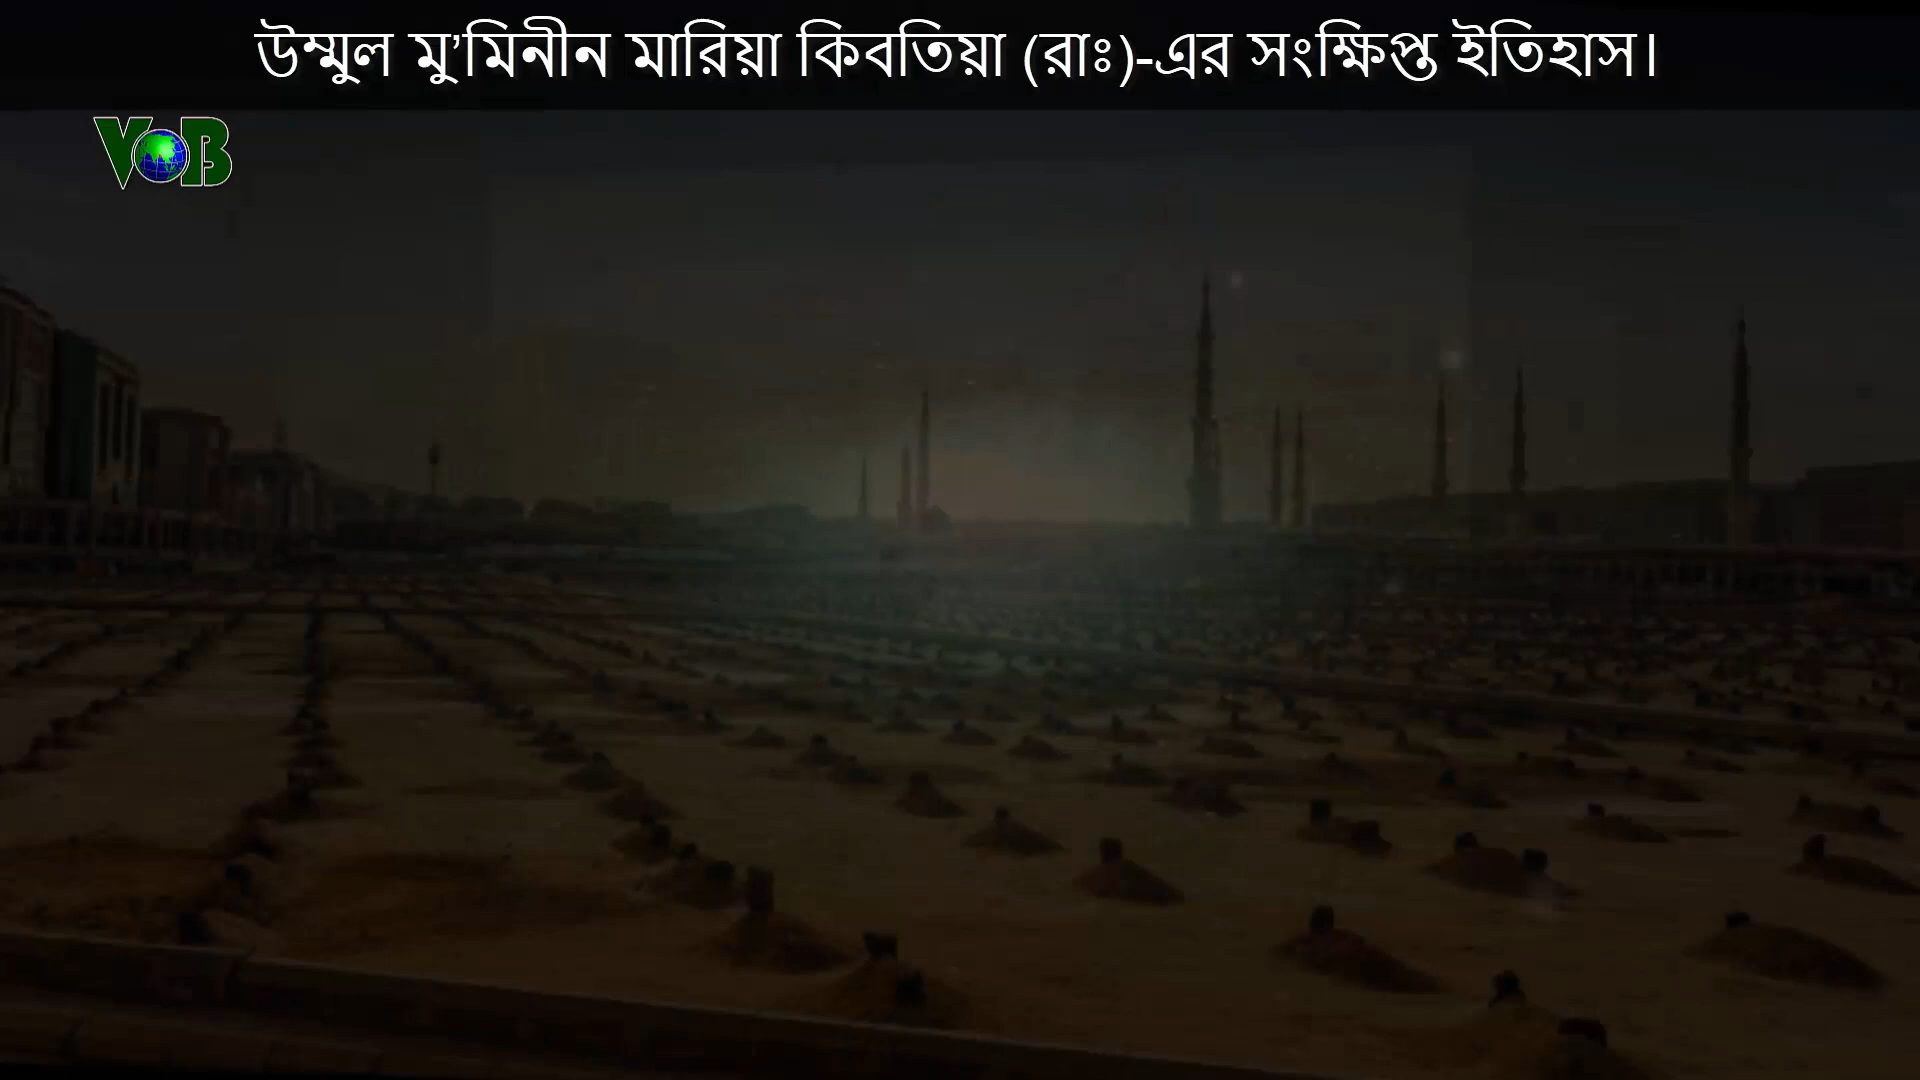 উম্মুল মু’মিনীন মারিয়া কিবতিয়া (রাঃ)-এর সংক্ষিপ্ত ইতিহাস।
VOB